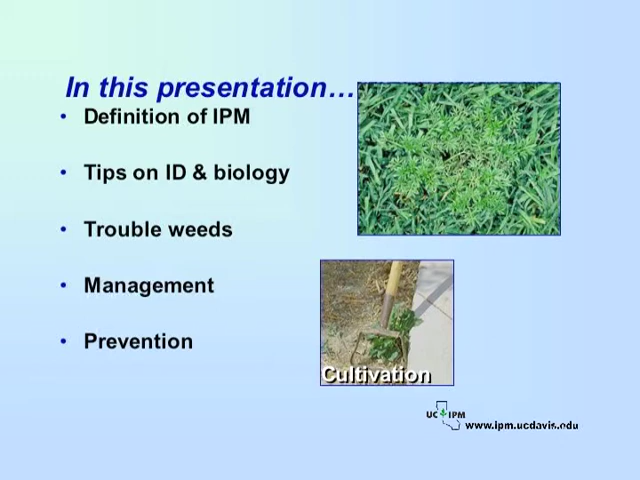 In this presentation…
• Definition of IPM
• Tips on ID & biology
• Trouble weeds
• Management
• Prevention
Cultivation
UC IPM
www.ipm.ucdavis.edu